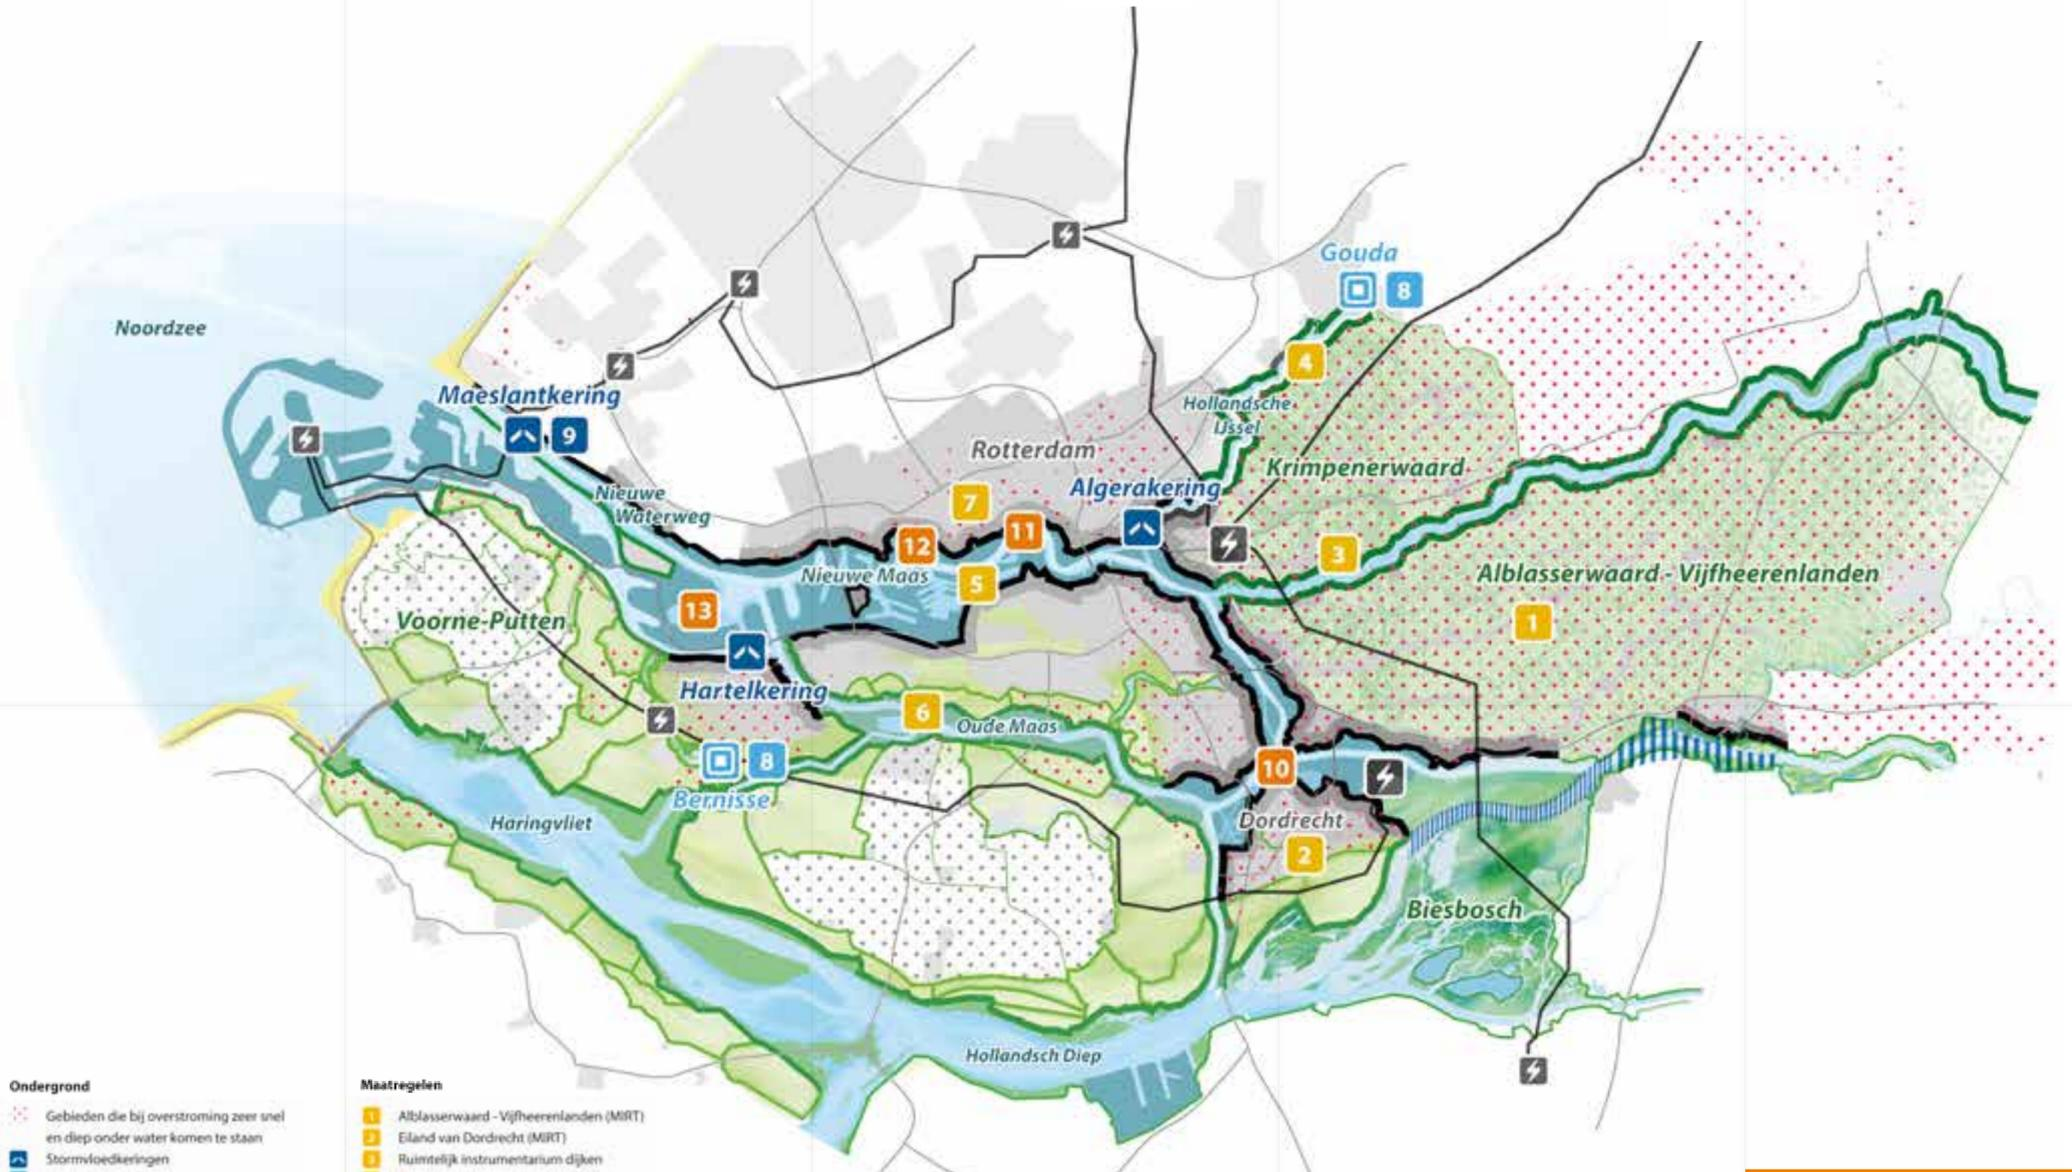 Gouda
8
Noordzee
4
Maeslantkering
Hollandsche
IJssel
9
Rotterdam
Krimpenerwaard
Algerakering
Nieuwe
Waterweg
7
11
12
3
Nieuwe Maas
5
Alblasserwaard - Vijfheerenlanden
13
Voorne-Putten
1
Hartelkering
6
Oude Maas
8
10
Bernisse
Haringvliet
Dordrecht
2
Biesbosch
Hollandsch Diep
Ondergrond
Gebieden die bij overstroming zeer snel
en diep onder water komen te staan
Stormvloedkeringen
Maatregelen
1 Alblasserwaard - Vijfheerenlanden (MIRT)
2 Eiland van Dordrecht (MIRT)
3 Ruimtelijk instrumentarium dijken